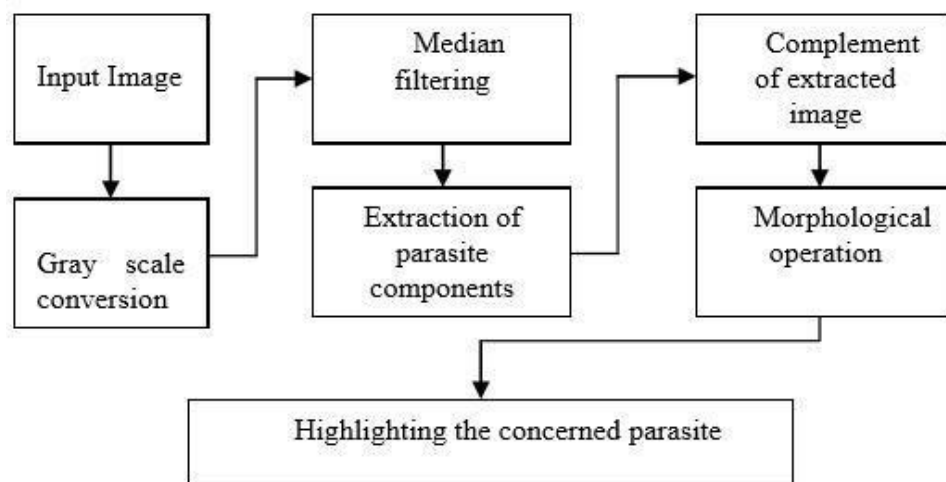 Input Image
Gray scale
conversion
Median
filtering
Extraction of
parasite
components
Complement
of extracted
image
Morphological
operation
Highlighting the concerned parasite